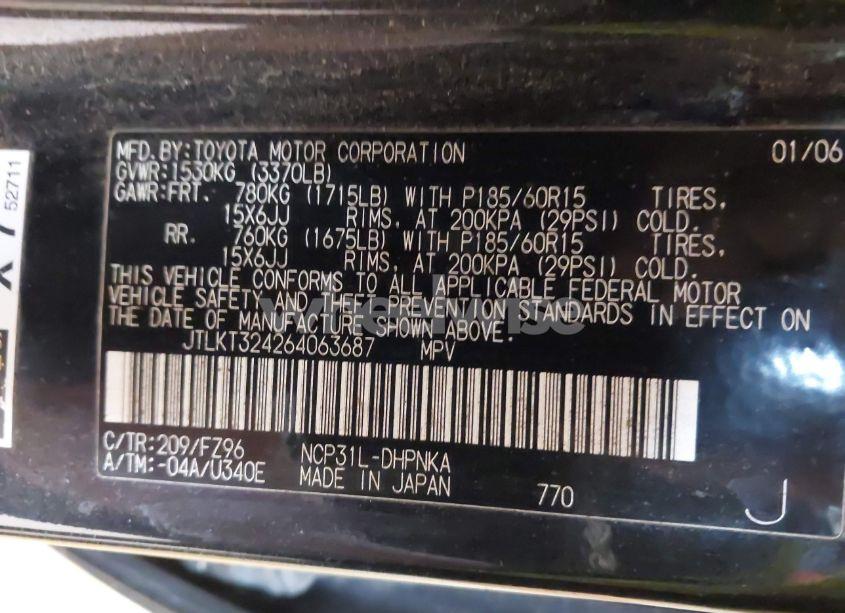 MFD.BY:TOYOTA MOTOR CORPORATION 01/06
GVWR:1530KG (3370LB)
GAWR:FRT. 780KG (1715LB) WITH P185/60R15 TIRES,
15X6JJ RIMS, AT 200KPA (29PSI) COLD.
RR. 760KG (1675LB) WITH P185/60R15 TIRES,
15X6JJ RIMS, AT 200KPA (29PSI) COLD.
THIS VEHICLE CONFORMS TO ALL APPLICABLE FEDERAL MOTOR
VEHICLE SAFETY AND THEFT PREVENTION STANDARDS IN EFFECT ON
THE DATE OF MANUFACTURE SHOWN ABOVE.
JTLKT324264063687 MPV
C/TR:209/FZ96 NCP31L-DHPNKA
A/TM:-04A/U340E MADE IN JAPAN 770
J
52711